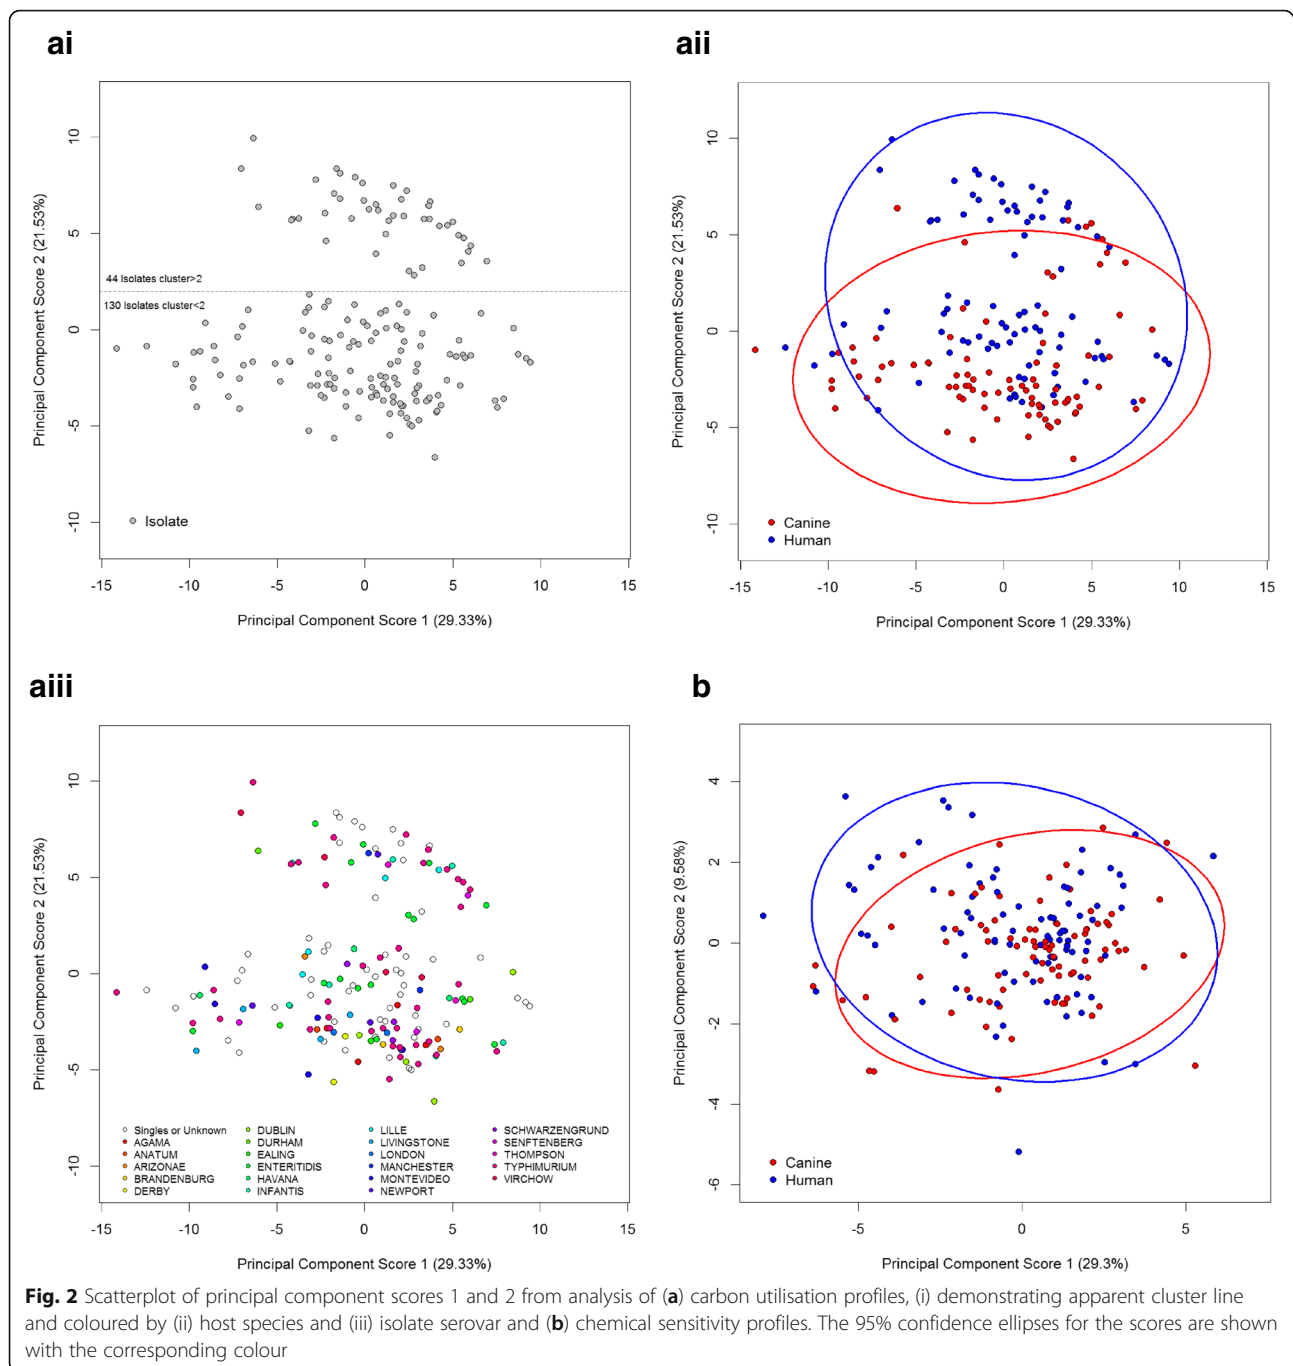 ai
10
5
0
-5
-10
Principal Component Score 2 (21.53%)
44 Isolates cluster>2
130 Isolates cluster<2
Isolate
-15 -10 -5 0 5 10 15
Principal Component Score 1 (29.33%)
aii
10
5
0
-5
-10
Principal Component Score 2 (21.53%)
Canine
Human
-15 -10 -5 0 5 10 15
Principal Component Score 1 (29.33%)
aiii
10
5
0
-5
-10
Principal Component Score 2 (21.53%)
Singles or Unknown DUBLIN LILLE SCHWARZENGRUND
AGAMA DURHAM LIVINGSTONE SENFTENBERG
ANATUM EALING LONDON THOMPSON
ARIZONAE ENTERITIDIS MANCHESTER TYPHIMURIUM
BRANDENBURG HAVANA MONTEVIDEO VIRCHOW
DERBY INFANTIS NEWPORT
-15 -10 -5 0 5 10 15
Principal Component Score 1 (29.33%)
b
4
2
0
-2
-4
-6
Principal Component Score 2 (9.58%)
Canine
Human
-5 0 5
Principal Component Score 1 (29.3%)
Fig. 2 Scatterplot of principal component scores 1 and 2 from analysis of (a) carbon utilisation profiles, (i) demonstrating apparent cluster line
and coloured by (ii) host species and (iii) isolate serovar and (b) chemical sensitivity profiles. The 95% confidence ellipses for the scores are shown
with the corresponding colour